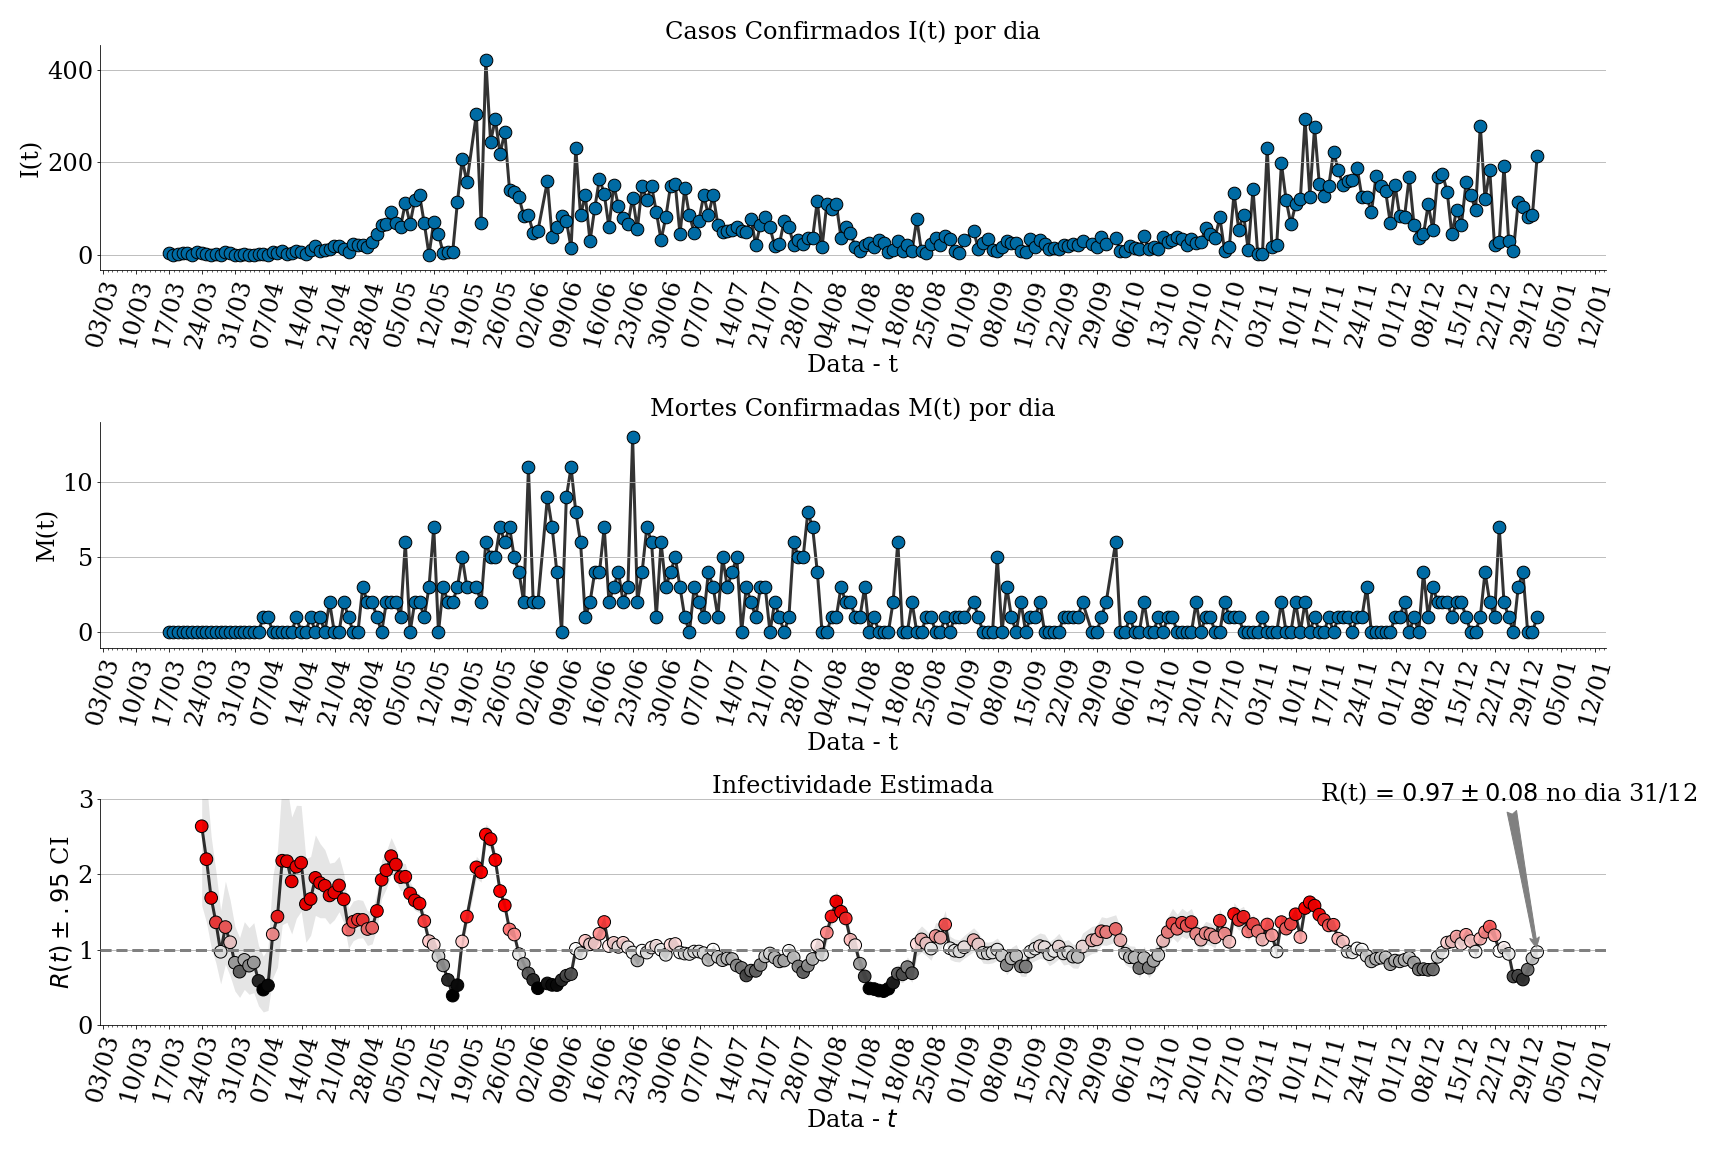 Casos Confirmados I(t) por dia
I(t)
400
200
0
03/03 10/03 17/03 24/03 31/03 07/04 14/04 21/04 28/04 05/05 12/05 19/05 26/05 02/06 09/06 16/06 23/06 30/06 07/07 14/07 21/07 28/07 04/08 11/08 18/08 25/08 01/09 08/09 15/09 22/09 29/09 06/10 13/10 20/10 27/10 03/11 10/11 17/11 24/11 01/12 08/12 15/12 22/12 29/12 05/01 12/01
Data - t
Mortes Confirmadas M(t) por dia
M(t)
10
5
0
03/03 10/03 17/03 24/03 31/03 07/04 14/04 21/04 28/04 05/05 12/05 19/05 26/05 02/06 09/06 16/06 23/06 30/06 07/07 14/07 21/07 28/07 04/08 11/08 18/08 25/08 01/09 08/09 15/09 22/09 29/09 06/10 13/10 20/10 27/10 03/11 10/11 17/11 24/11 01/12 08/12 15/12 22/12 29/12 05/01 12/01
Data - t
Infectividade Estimada
R(t) = 0.97 ± 0.08 no dia 31/12
R(t) ± .95 CI
3
2
1
0
03/03 10/03 17/03 24/03 31/03 07/04 14/04 21/04 28/04 05/05 12/05 19/05 26/05 02/06 09/06 16/06 23/06 30/06 07/07 14/07 21/07 28/07 04/08 11/08 18/08 25/08 01/09 08/09 15/09 22/09 29/09 06/10 13/10 20/10 27/10 03/11 10/11 17/11 24/11 01/12 08/12 15/12 22/12 29/12 05/01 12/01
Data - t